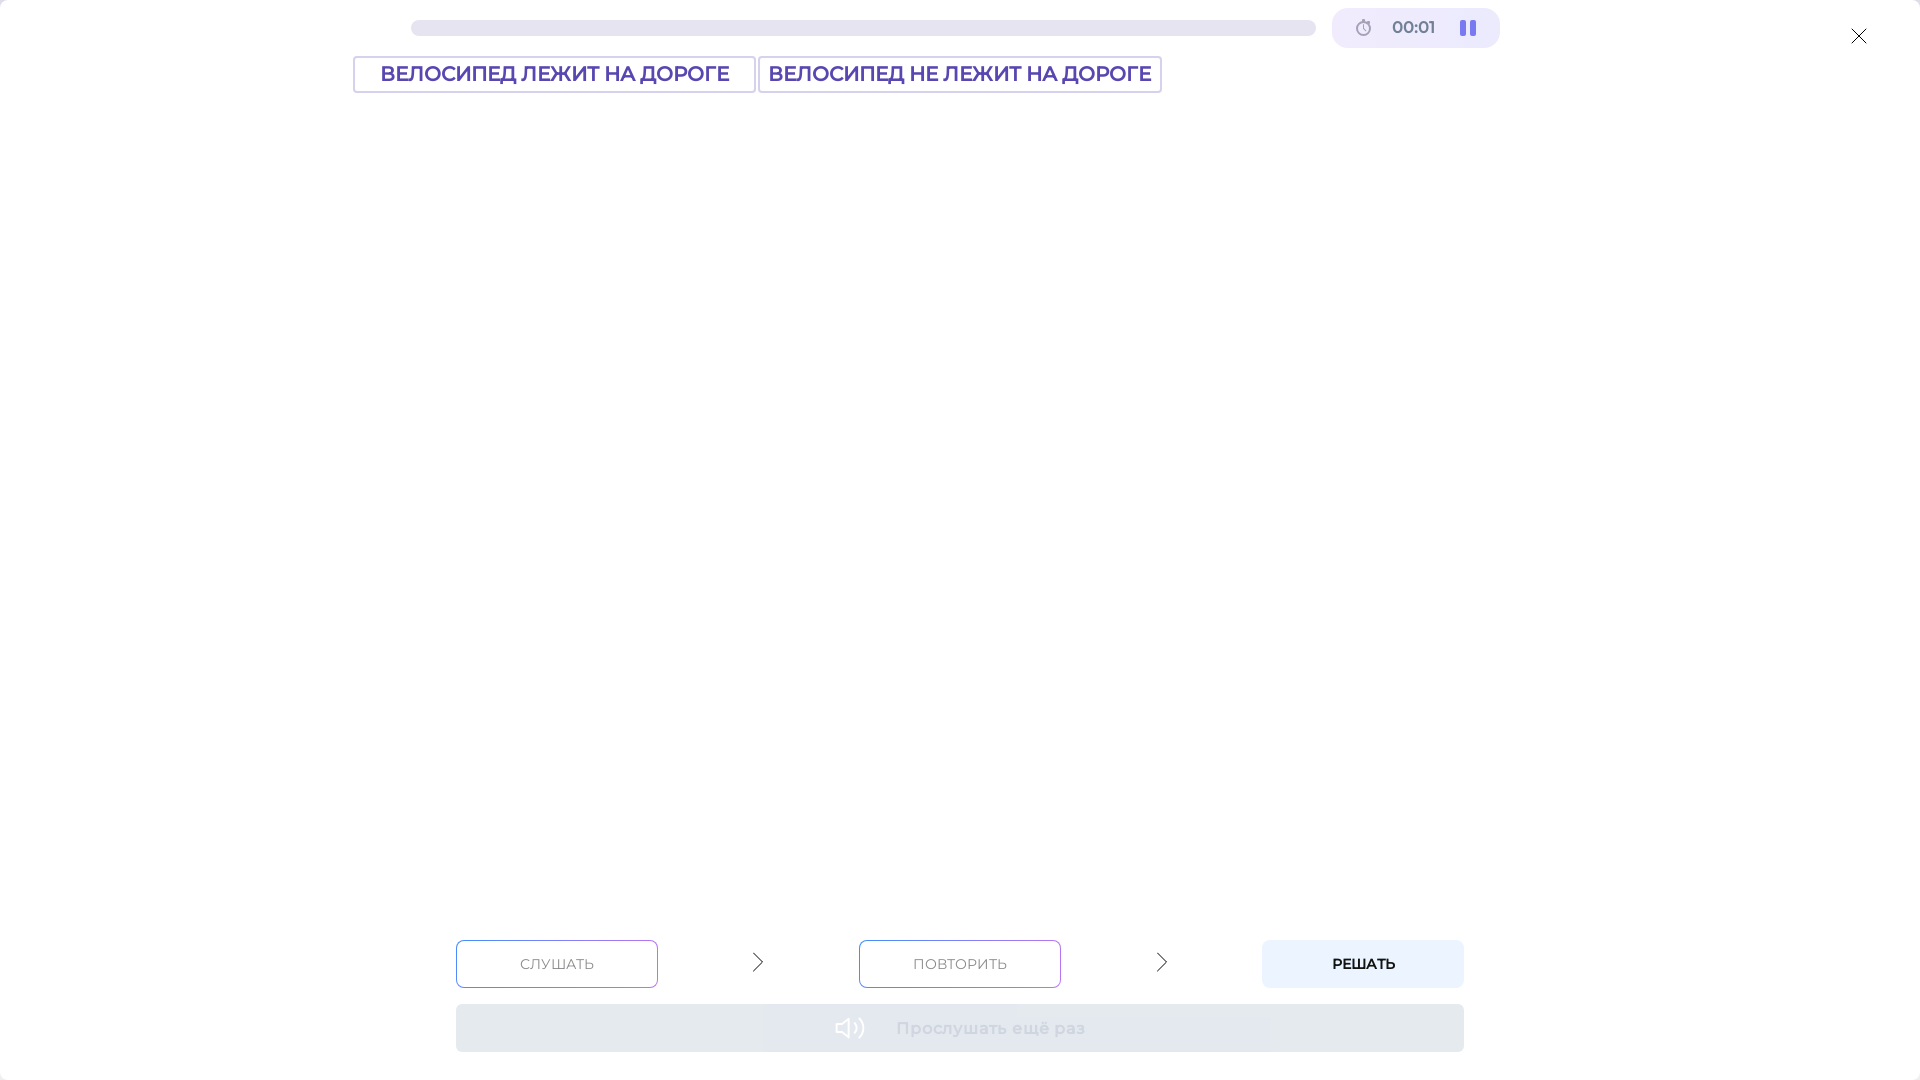 00:01
ВЕЛОСИПЕД ЛЕЖИТ НА ДОРОГЕ
ВЕЛОСИПЕД НЕ ЛЕЖИТ НА ДОРОГЕ
СЛУШАТЬ
ПОВТОРИТЬ
РЕШАТЬ
Прослушать ещё раз